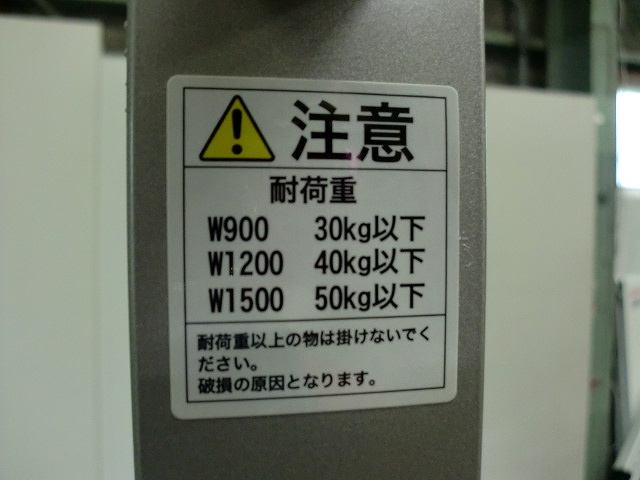 注意
耐荷重
W900 30kg以下
W1200 40kg以下
W1500 50kg以下
耐荷重以上の物は掛けないでく
ださい。
破損の原因となります。